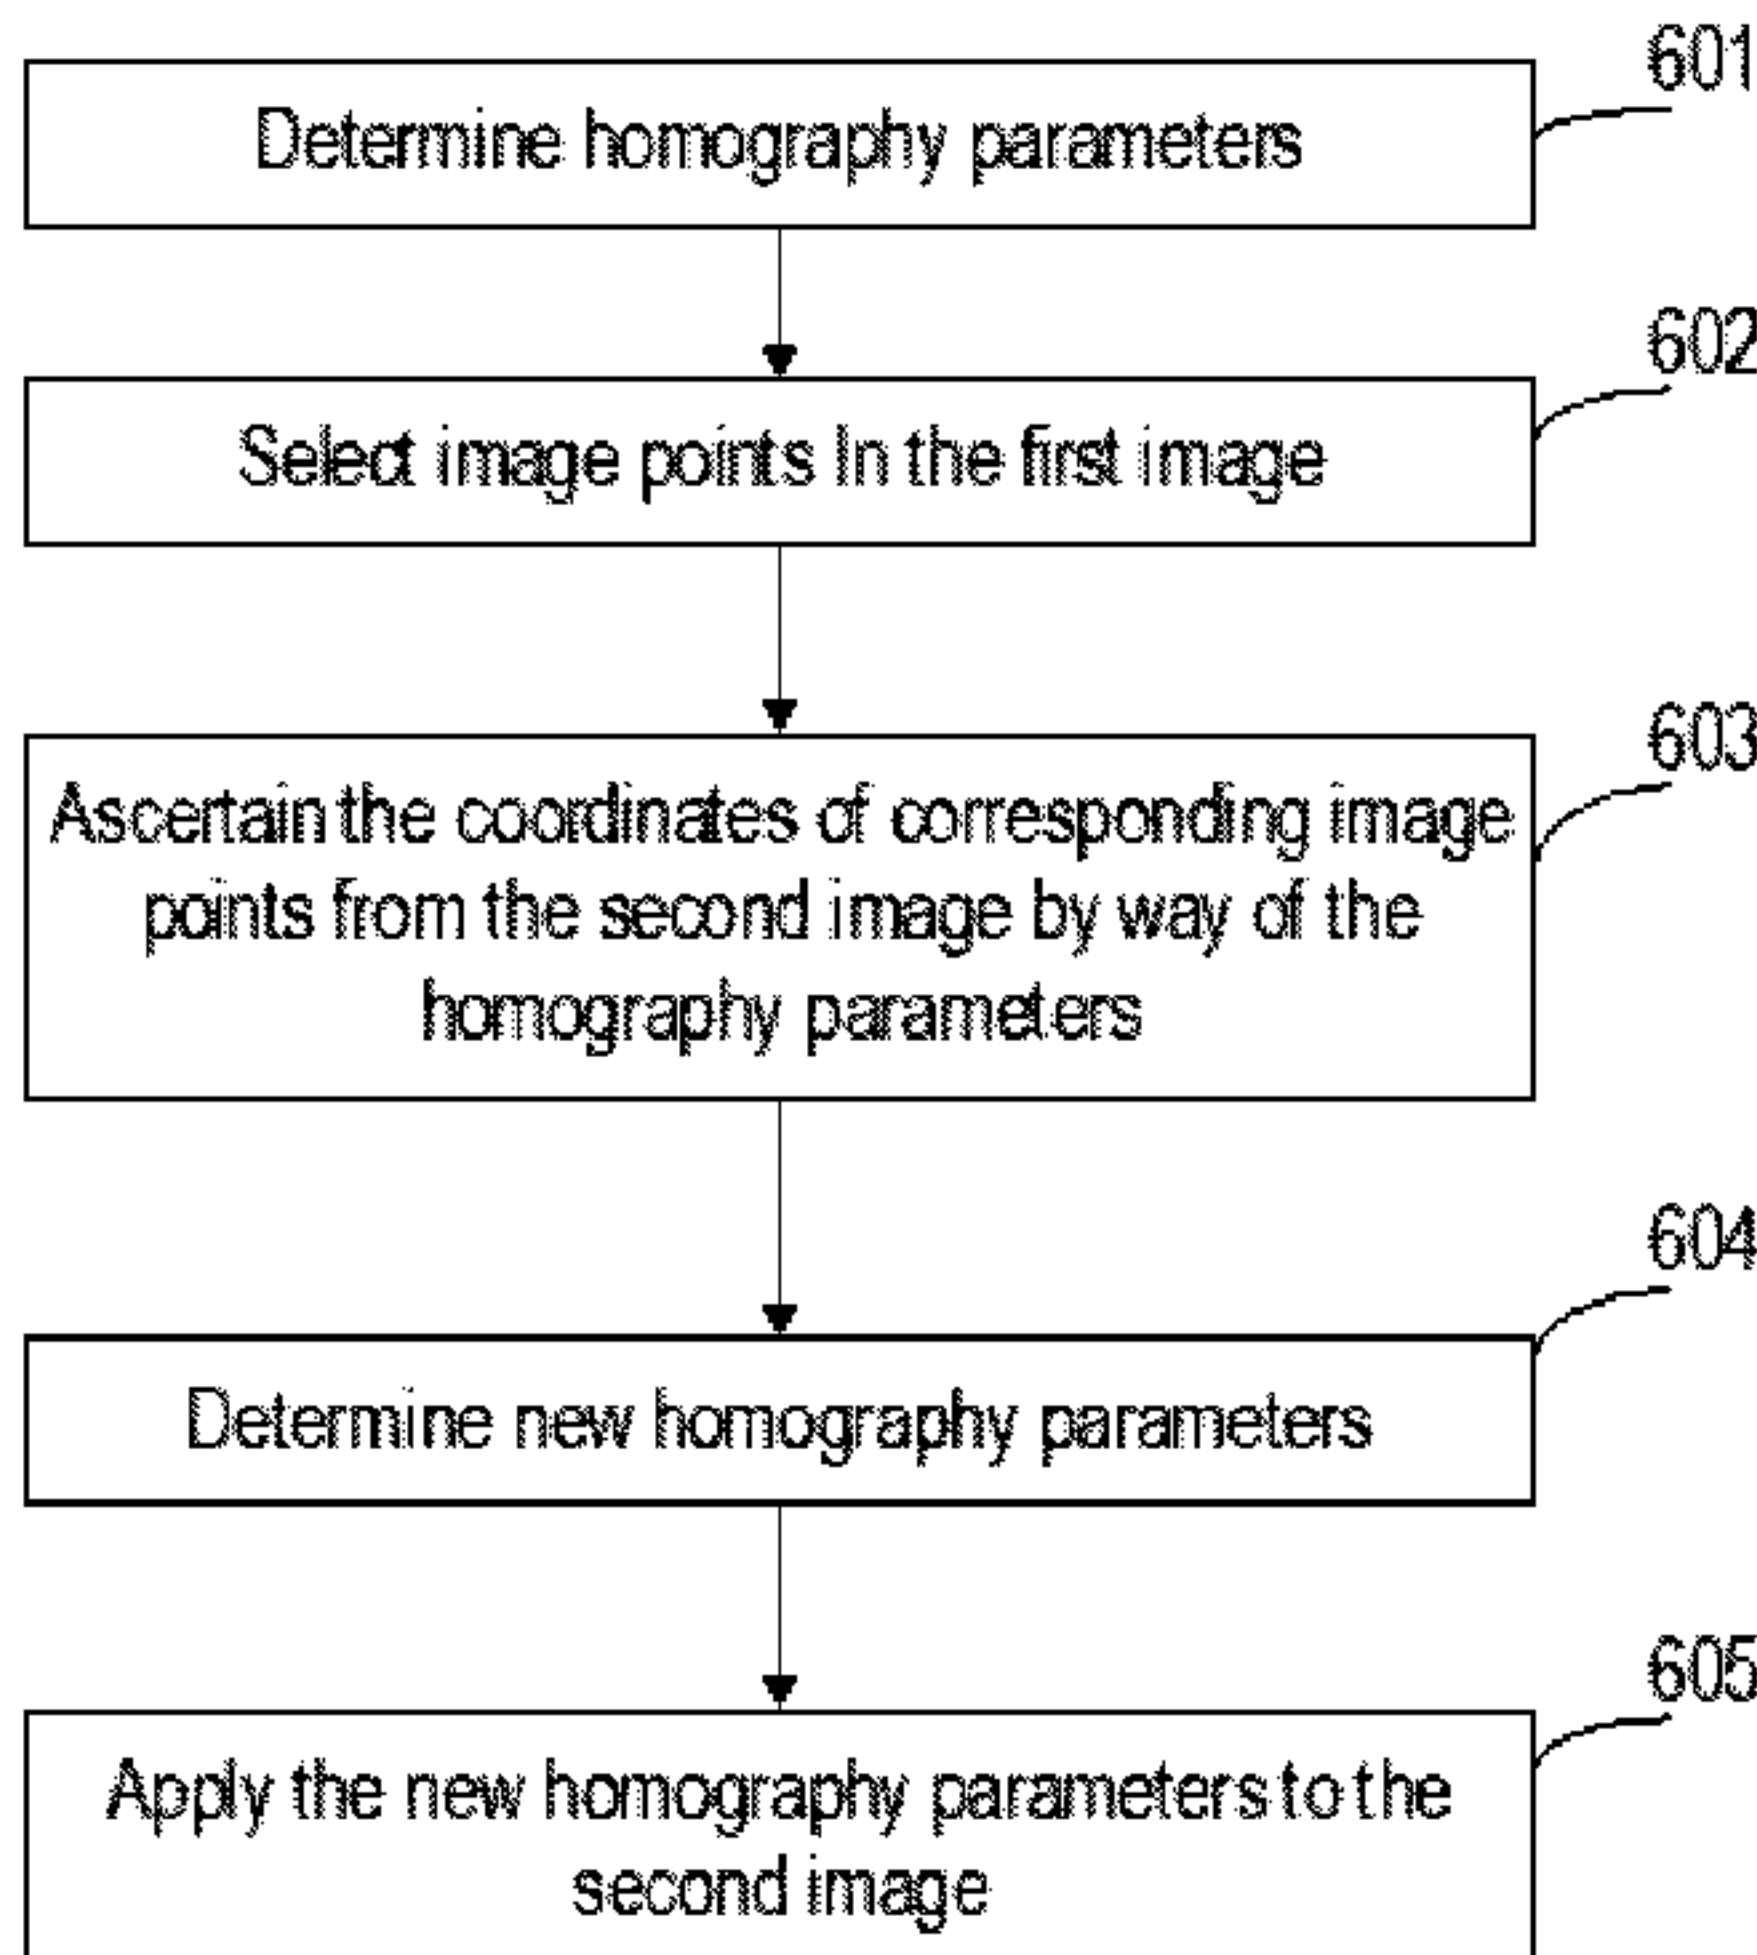 601
Determine homography parameters
602
Select image points In the first image
603
Ascertain the coordinates of corresponding image
points from the second image by way of the
homography parameters
604
Determine new homography parameters
605
Apply the new homography parameters to the
second image